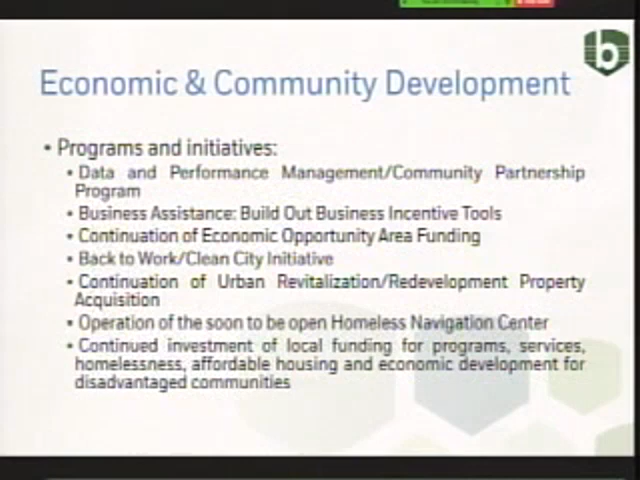 b
Economic & Community Development
• Programs and initiatives:
• Data and Performance Management/Community Partnership
Program
• Business Assistance: Build Out Business Incentive Tools
• Continuation of Economic Opportunity Area Funding
• Back to Work/Clean City Initiative
• Continuation of Urban Revitalization/Redevelopment Property
Acquisition
• Operation of the soon to be open Homeless Navigation Center
• Continued investment of local funding for programs, services,
homelessness, affordable housing and economic development for
disadvantaged communities